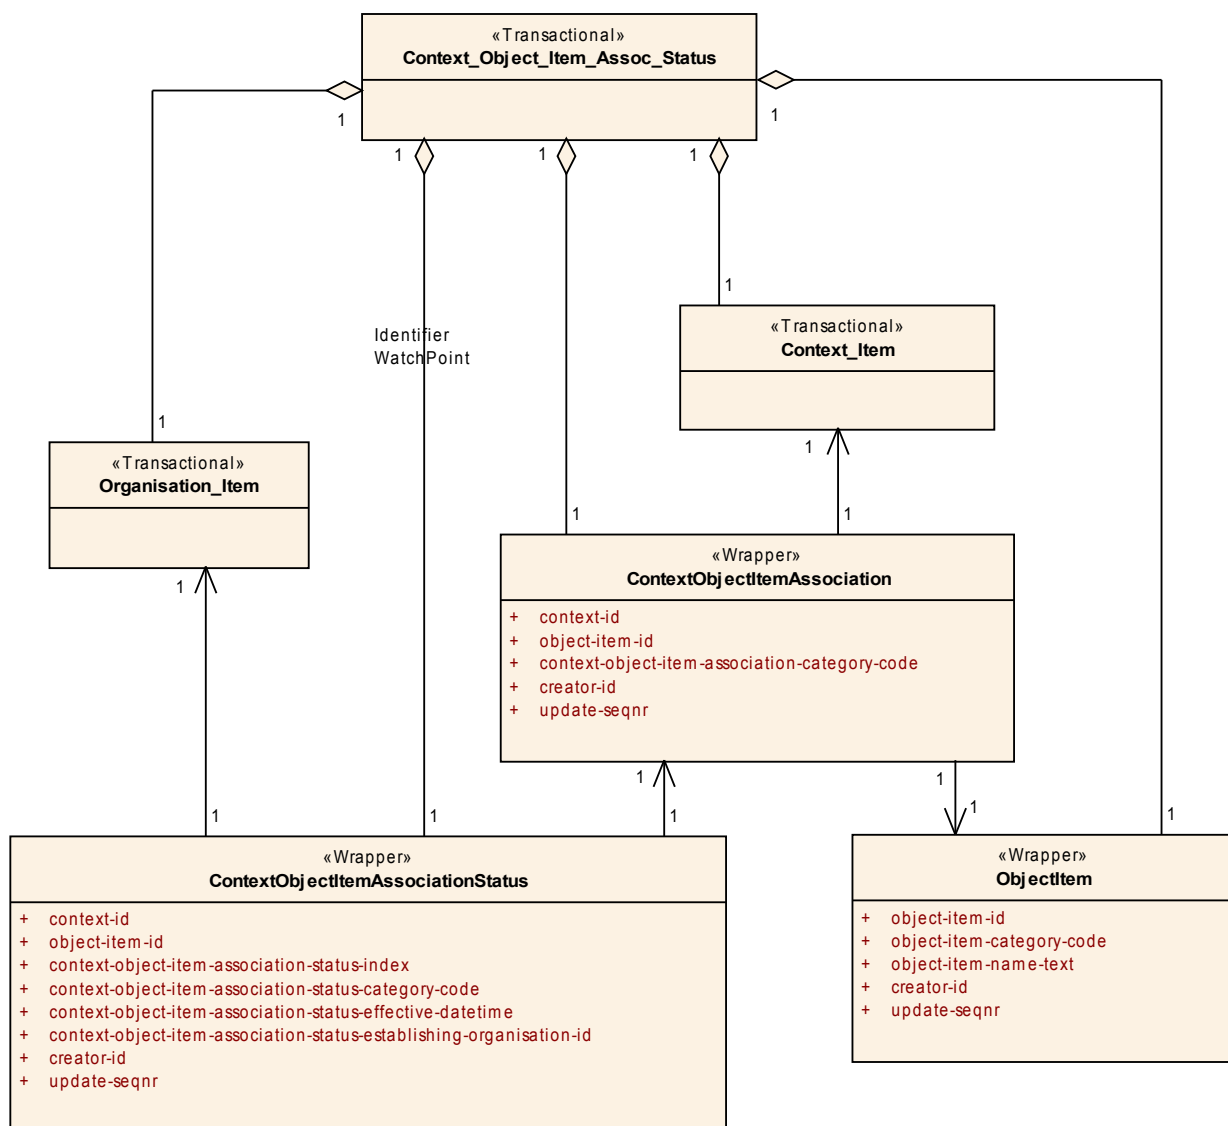 «Transactional»
Context_Object_Item_Assoc_Status
1
1
1
1
1
Identifier
WatchPoint
1
«Transactional»
Context_Item
1
«Transactional»
Organisation_Item
1
1
1
«Wrapper»
ContextObjectItemAssociation
+ context-id
+ object-item-id
+ context-object-item-association-category-code
+ creator-id
+ update-seqnr
1
1
1
1
1
1
1
1
1
«Wrapper»
ContextObjectItemAssociationStatus
+ context-id
+ object-item-id
+ context-object-item-association-status-index
+ context-object-item-association-status-category-code
+ context-object-item-association-status-effective-datetime
+ context-object-item-association-status-establishing-organisation-id
+ creator-id
+ update-seqnr
«Wrapper»
ObjectItem
+ object-item-id
+ object-item-category-code
+ object-item-name-text
+ creator-id
+ update-seqnr